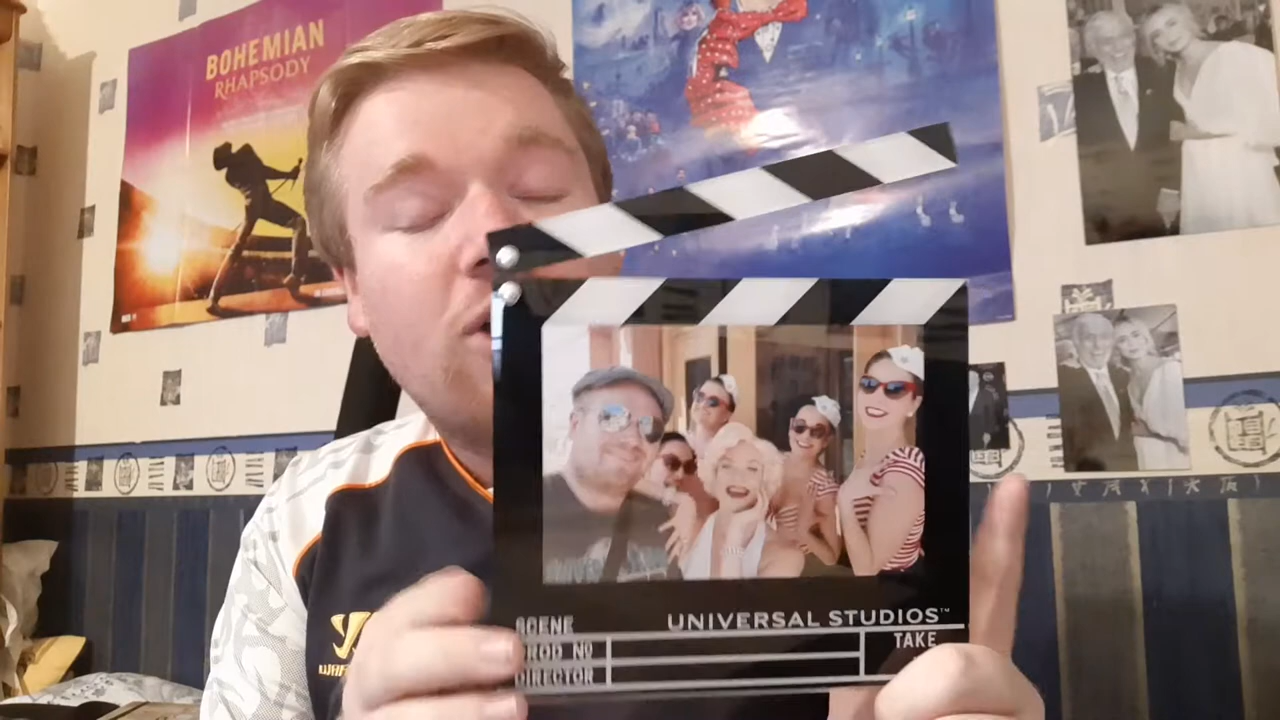 BOHEMIAN
RHAPSODY
SCENE
UNIVERSAL STUDIOS™
PROD NO
TAKE
DIRECTOR